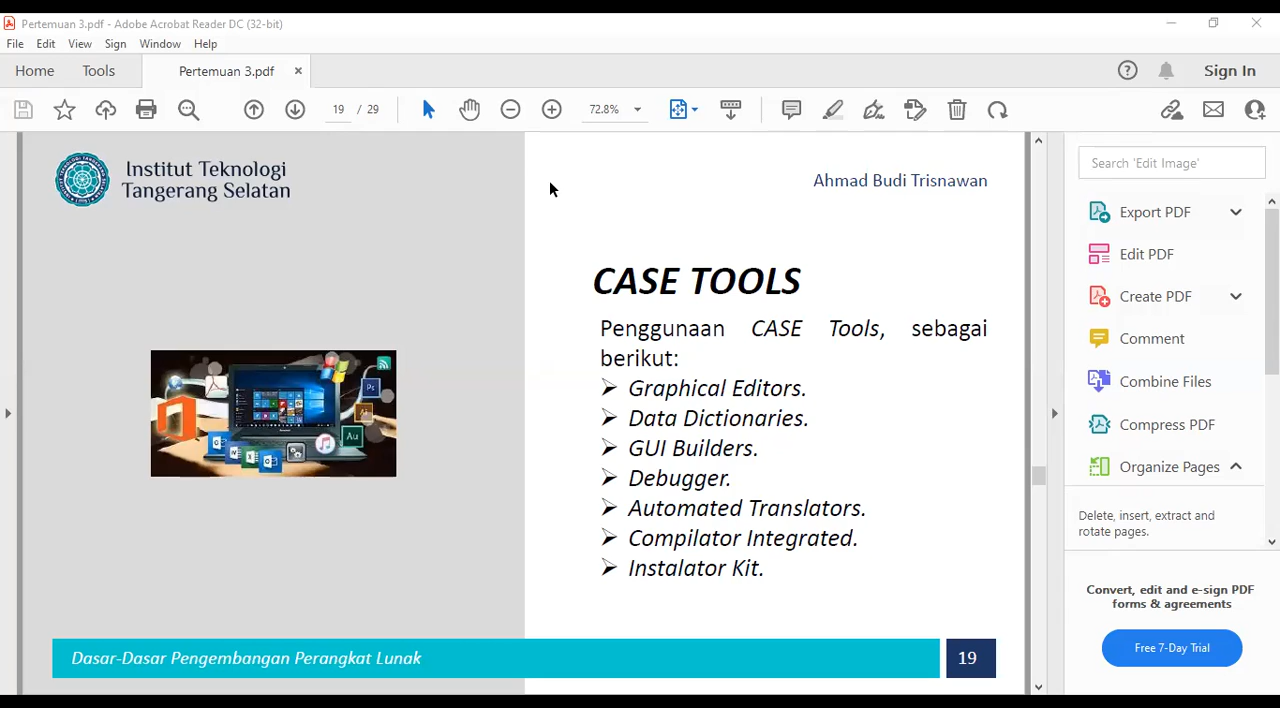 Pertemuan 3.pdf - Adobe Acrobat Reader DC (32-bit)
File Edit View Sign Window Help
Home Tools Pertemuan 3.pdf × Sign In
19 / 29 72.8%
Institut Teknologi
Tangerang Selatan
Ahmad Budi Trisnawan
CASE TOOLS
Penggunaan CASE Tools, sebagai
berikut:
➢ Graphical Editors.
➢ Data Dictionaries.
➢ GUI Builders.
➢ Debugger.
➢ Automated Translators.
➢ Compilator Integrated.
➢ Instalator Kit.
Ps
Au
Dasar-Dasar Pengembangan Perangkat Lunak
19
Search 'Edit Image'
Export PDF
Edit PDF
Create PDF
Comment
Combine Files
Compress PDF
Organize Pages
Delete, insert, extract and
rotate pages.
Convert, edit and e-sign PDF
forms & agreements
Free 7-Day Trial